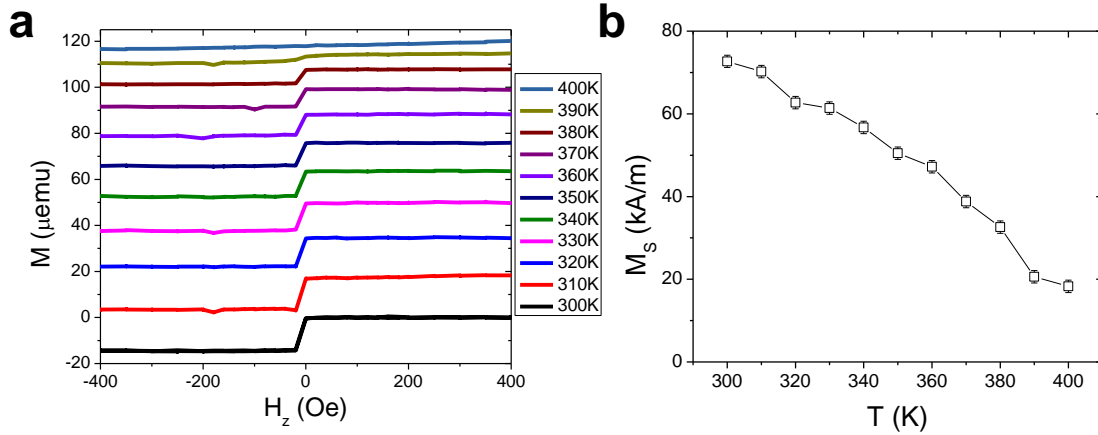 a
120
100
80
60
40
20
0
-20
M (µemu)
-400
-200
0
200
400
H_z (Oe)
400K
390K
380K
370K
360K
350K
340K
330K
320K
310K
300K
b
80
60
40
20
0
M_S (kA/m)
300
320
340
360
380
400
T (K)